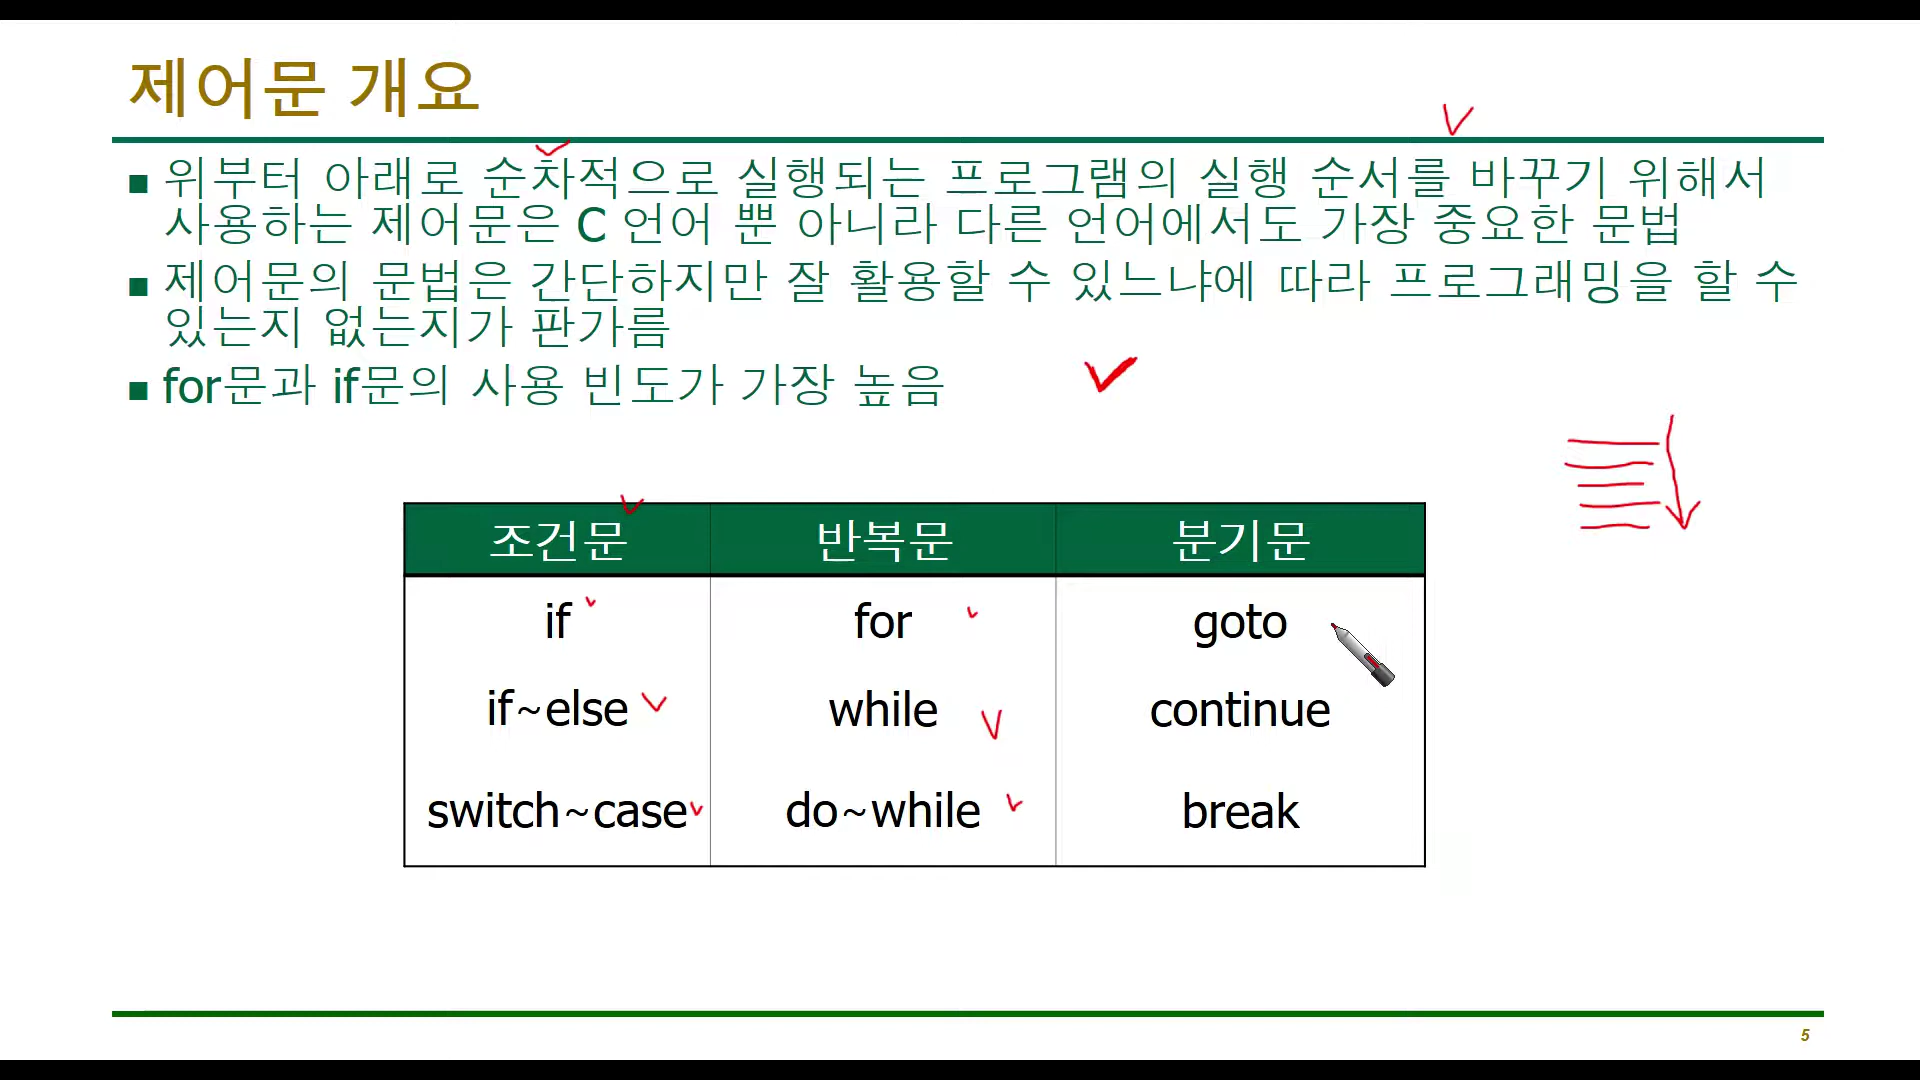 제어문 개요
위부터 아래로 순차적으로 실행되는 프로그램의 실행 순서를 바꾸기 위해서
사용하는 제어문은 C 언어 뿐 아니라 다른 언어에서도 가장 중요한 문법
제어문의 문법은 간단하지만 잘 활용할 수 있느냐에 따라 프로그래밍을 할 수
있는지 없는지가 판가름
for문과 if문의 사용 빈도가 가장 높음
조건문 반복문 분기문
if for goto
if~else while continue
switch~case do~while break
5